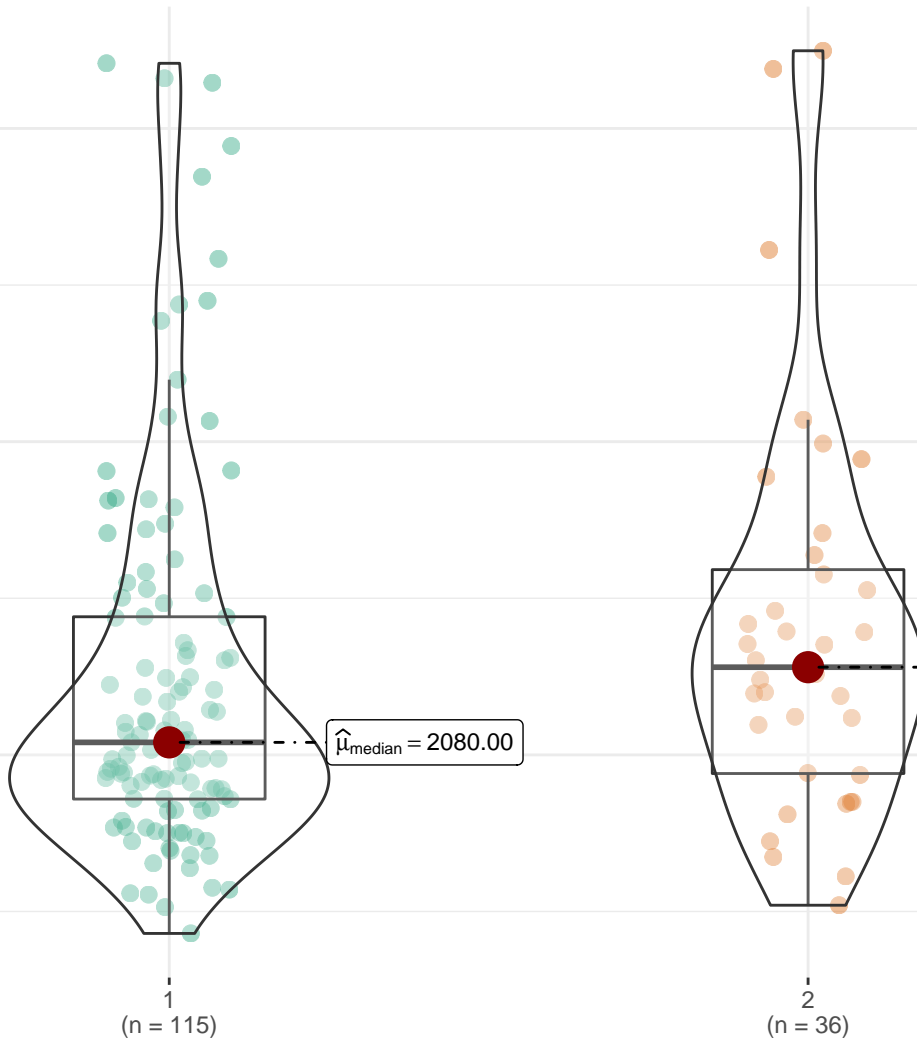 μ̂median = 2080.00
1
(n = 115)
2
(n = 36)